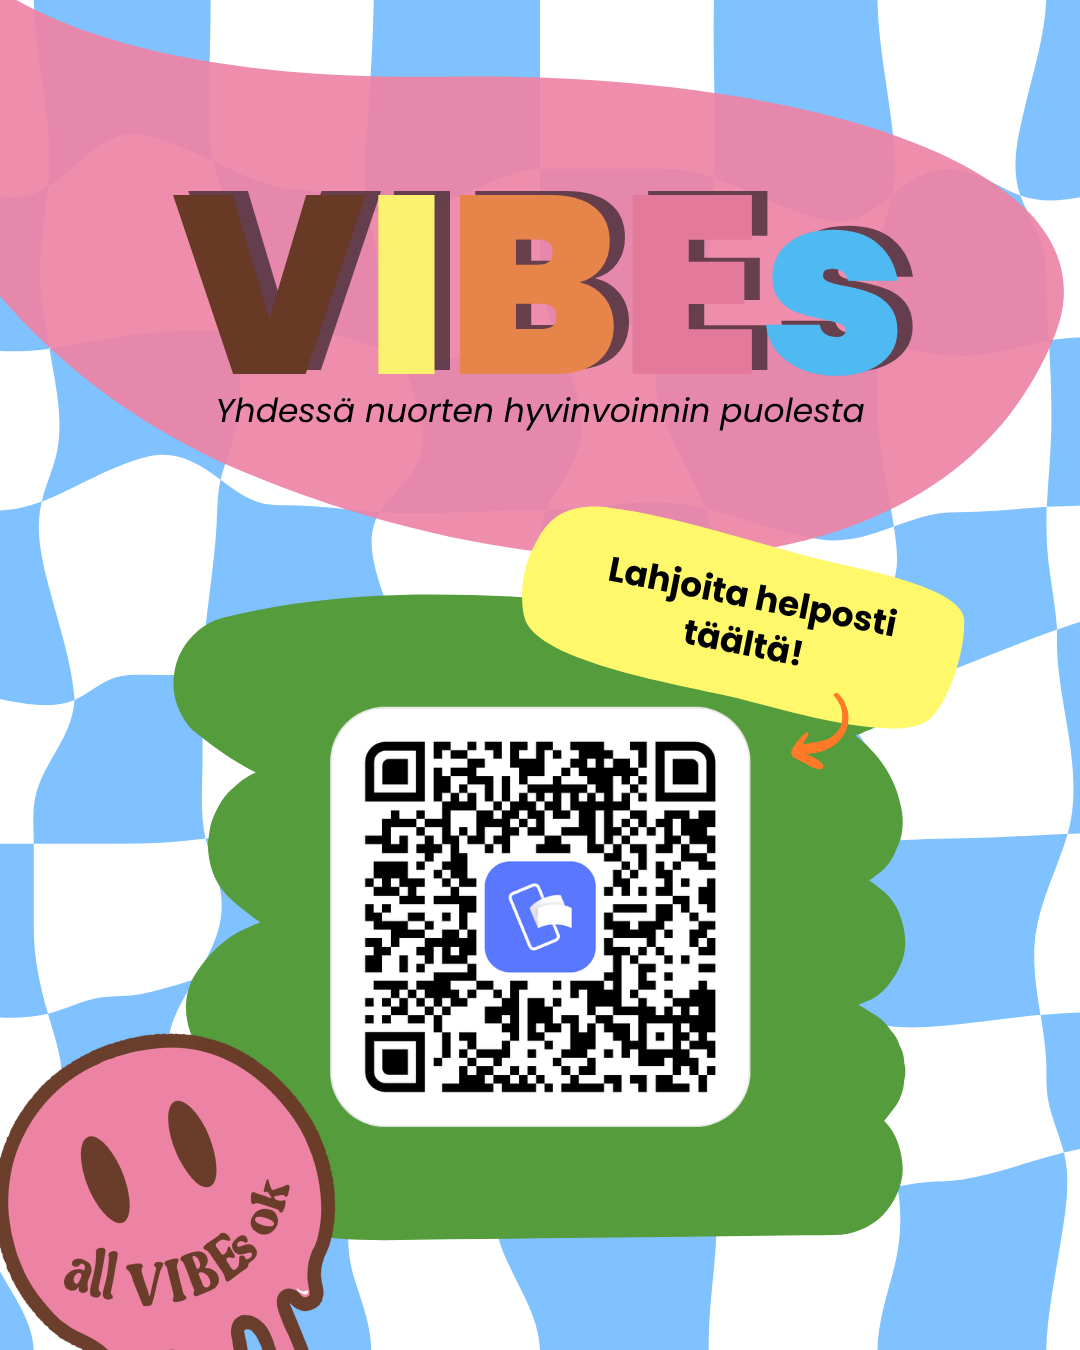 VIBEs
Yhdessä nuorten hyvinvoinnin puolesta
Lahjoita helposti
täältä!
all VIBEs ok